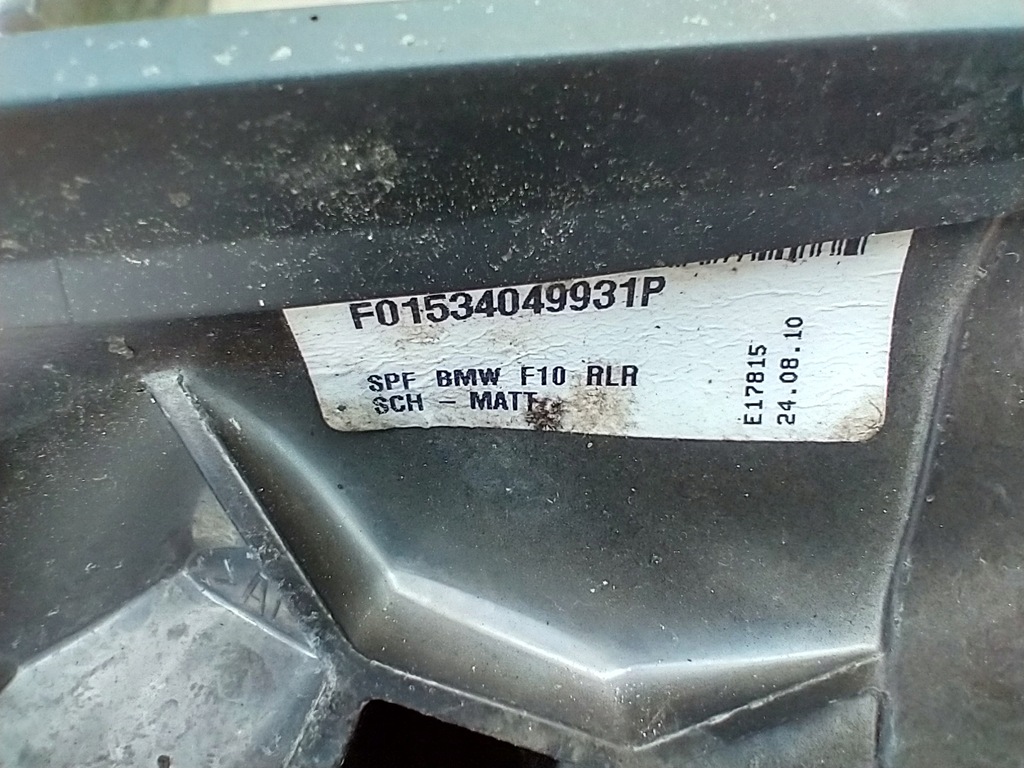 F01534049931P
SPF BMW F10 RLR
SCH - MATT
E17815
24.08.10